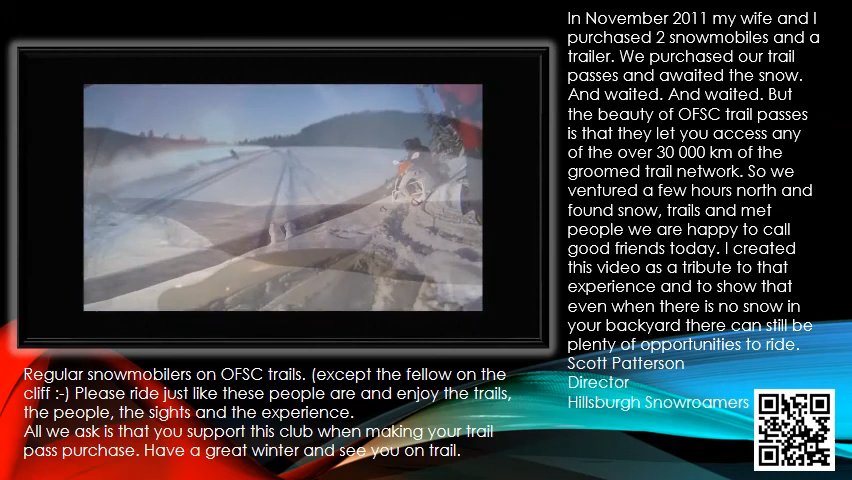 In November 2011 my wife and I
purchased 2 snowmobiles and a
trailer. We purchased our trail
passes and awaited the snow.
And waited. And waited. But
the beauty of OFSC trail passes
is that they let you access any
of the over 30 000 km of the
groomed trail network. So we
ventured a few hours north and
found snow, trails and met
people we are happy to call
good friends today. I created
this video as a tribute to that
experience and to show that
even when there is no snow in
your backyard there can still be
plenty of opportunities to ride.
Scott Patterson
Director
Hillsburgh Snowroamers
Regular snowmobilers on OFSC trails. (except the fellow on the
cliff :-) Please ride just like these people are and enjoy the trails,
the people, the sights and the experience.
All we ask is that you support this club when making your trail
pass purchase. Have a great winter and see you on trail.